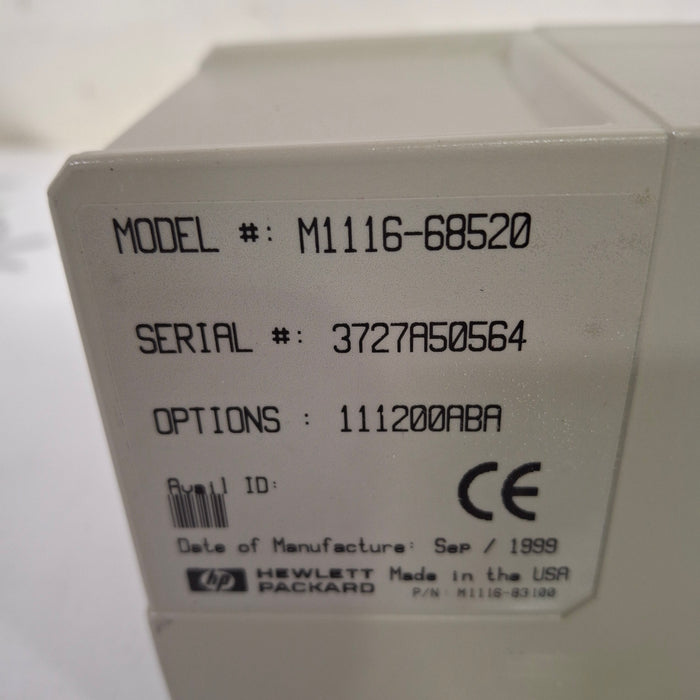 MODEL #: M1116-68520
SERIAL #: 3727A50564
OPTIONS : 111200ABA
Avail ID:
CE
Date of Manufacture: Sep / 1999
hp HEWLETT PACKARD Made in the USA
P/N: M1116-83100